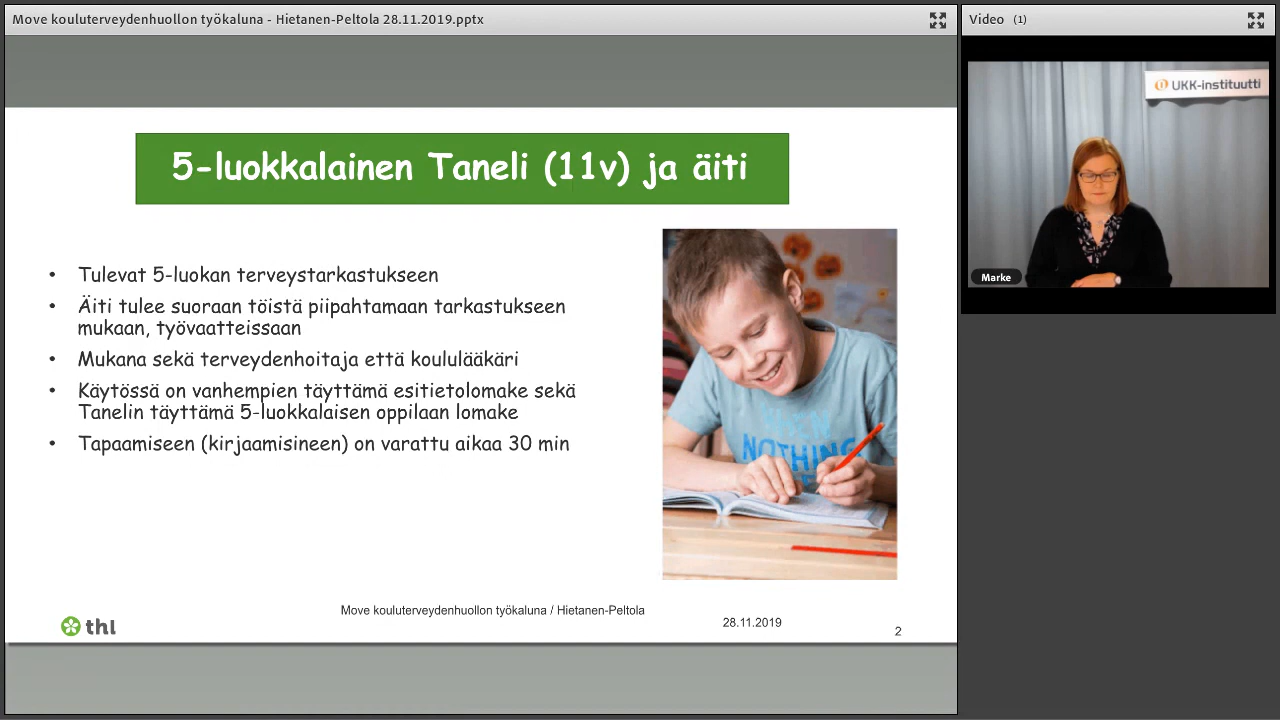 Move kouluterveydenhuollon työkaluna - Hietanen-Peltola 28.11.2019.pptx
Video (1)
UKK-instituutti
Marke
5-luokkalainen Taneli (11v) ja äiti
• Tulevat 5-luokan terveystarkastukseen
• Äiti tulee suoraan töistä piipahtamaan tarkastukseen
mukaan, työvaatteissaan
• Mukana sekä terveydenhoitaja että koululääkäri
• Käytössä on vanhempien täyttämä esitietolomake sekä
Tanelin täyttämä 5-luokkalaisen oppilaan lomake
• Tapaamiseen (kirjaamisineen) on varattu aikaa 30 min
NOTHING
thl
Move kouluterveydenhuollon työkaluna / Hietanen-Peltola
28.11.2019
2